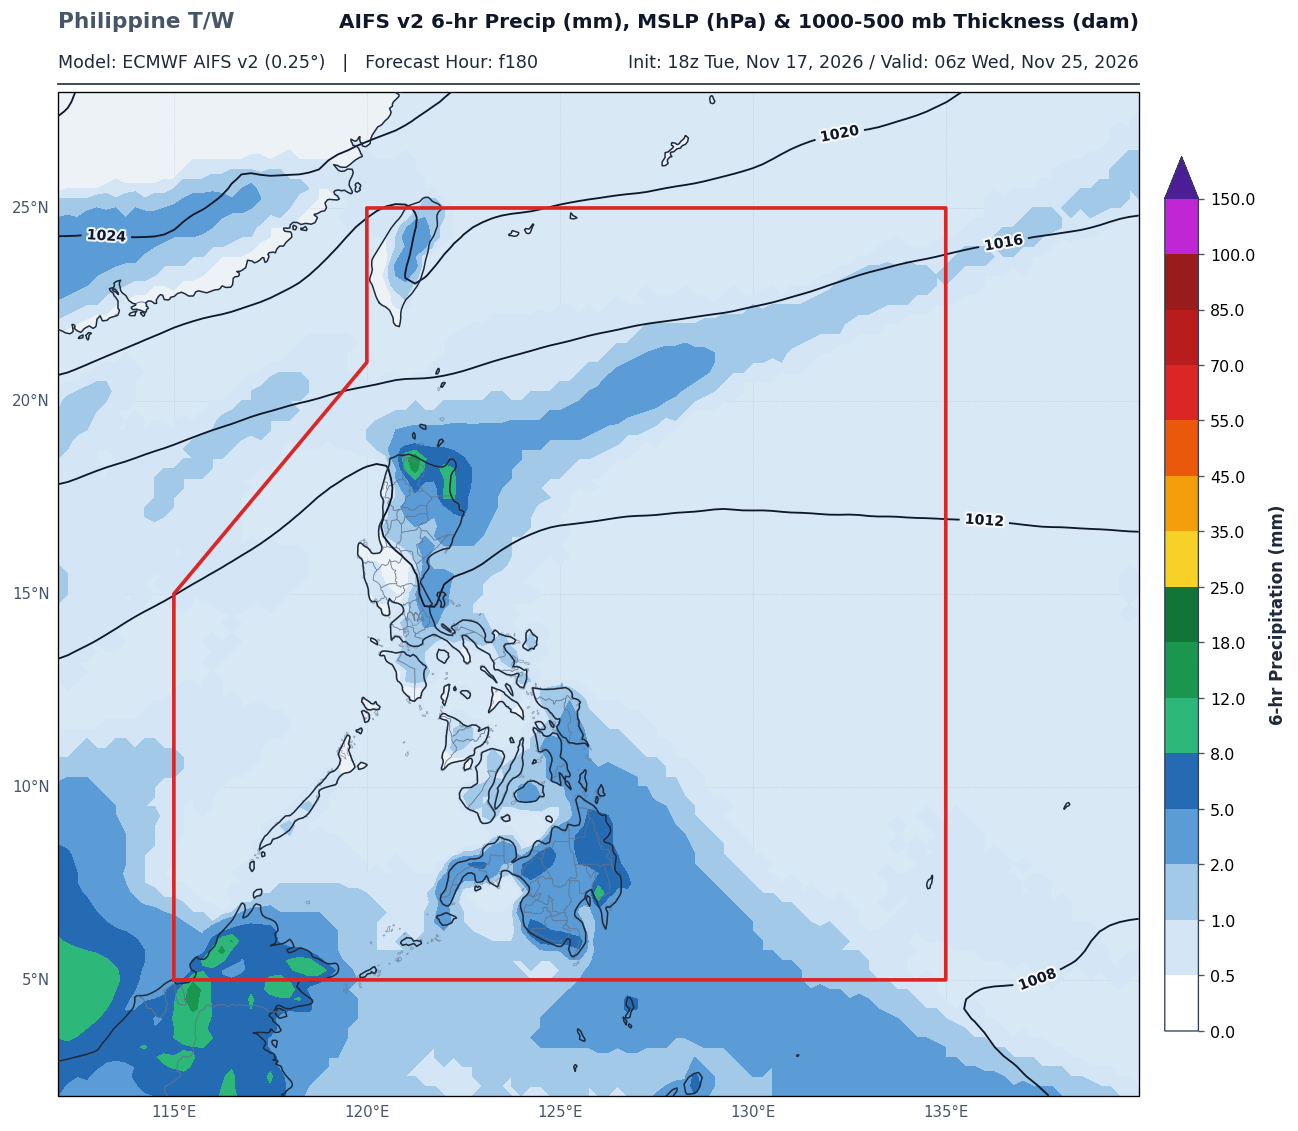 Philippine T/W
AIFS v2 6-hr Precip (mm), MSLP (hPa) & 1000-500 mb Thickness (dam)
Model: ECMWF AIFS v2 (0.25°) | Forecast Hour: f180
Init: 18z Tue, Nov 17, 2026 / Valid: 06z Wed, Nov 25, 2026
1020
1024
1016
1012
1008
25°N
20°N
15°N
10°N
5°N
115°E
120°E
125°E
130°E
135°E
150.0
100.0
85.0
70.0
55.0
45.0
35.0
25.0
18.0
12.0
8.0
5.0
2.0
1.0
0.5
0.0
6-hr Precipitation (mm)